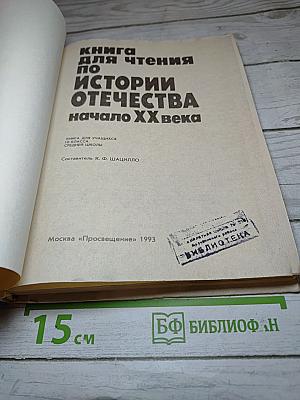 книга
для чтения
по
ИСТОРИИ
ОТЕЧЕСТВА
начало XX века
КНИГА ДЛЯ УЧАЩИХСЯ
10 КЛАССА
СРЕДНЕЙ ШКОЛЫ
Составитель К. Ф. ШАЦИЛЛО
Москва «Просвещение» 1993
БИБЛИОТЕКА
15 см
БФ БИБЛИОФАН